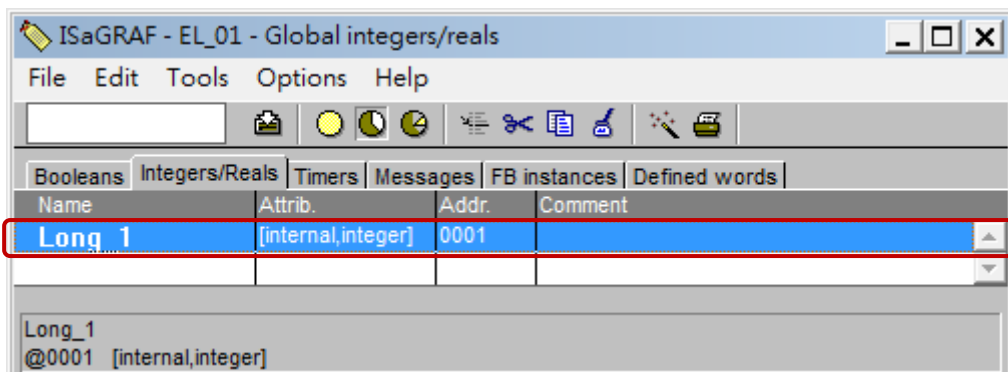 ISaGRAF - EL_01 - Global integers/reals
File Edit Tools Options Help
Booleans Integers/Reals Timers Messages FB instances Defined words
Name Attrib. Addr. Comment
Long_1 [internal,integer] 0001
Long_1
@0001 [internal,integer]